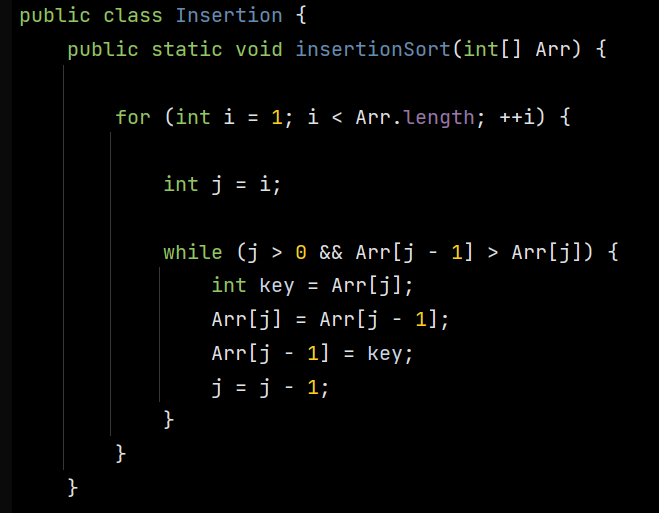 public class Insertion {
    public static void insertionSort(int[] Arr) {
        for (int i = 1; i < Arr.length; ++i) {
            int j = i;
            while (j > 0 && Arr[j - 1] > Arr[j]) {
                int key = Arr[j];
                Arr[j] = Arr[j - 1];
                Arr[j - 1] = key;
                j = j - 1;
            }
        }
    }